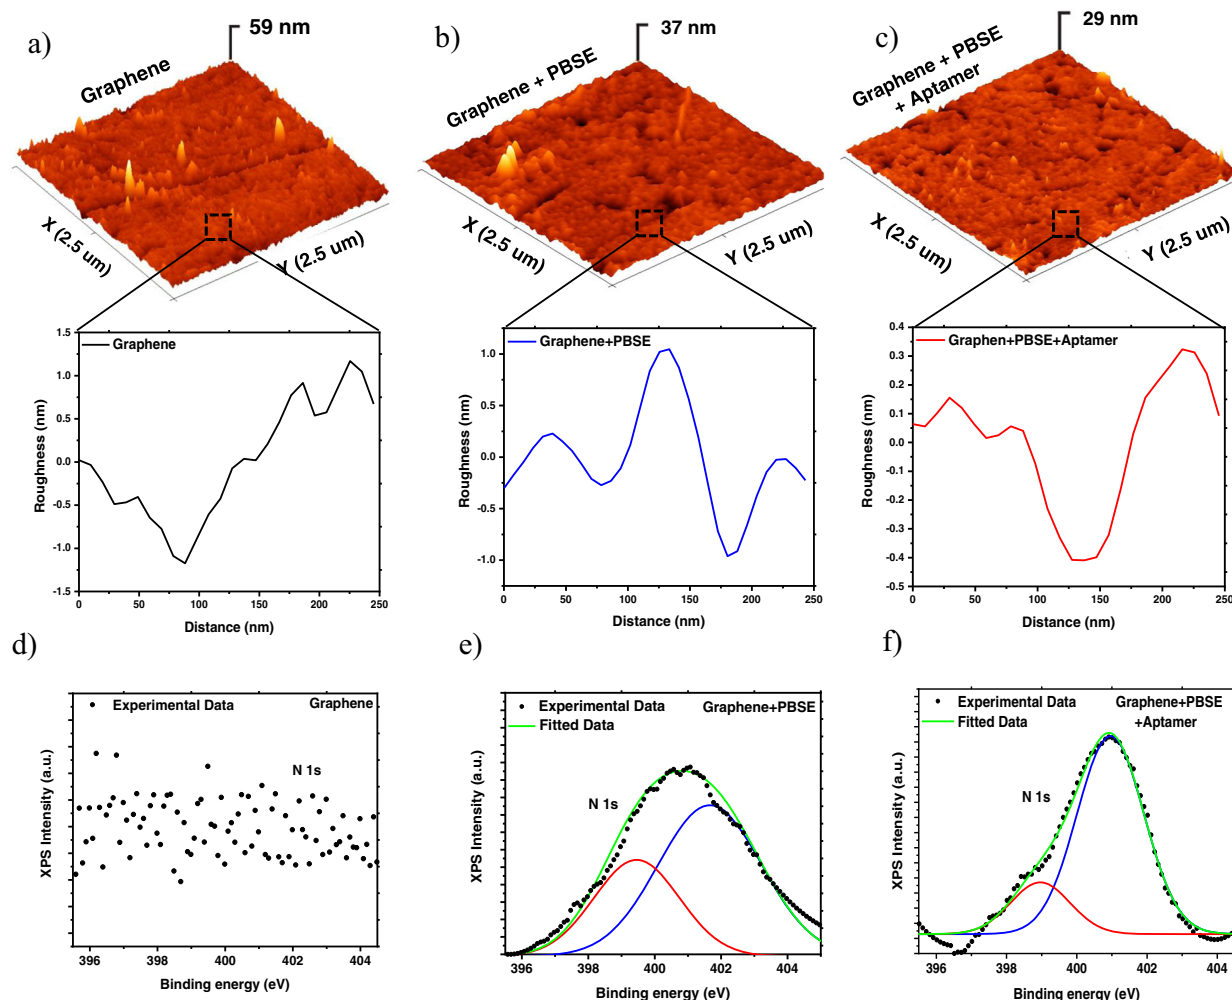 a)
59 nm
Graphene
X (2.5 um)
Y (2.5 um)
b)
37 nm
Graphene + PBSE
X (2.5 um)
Y (2.5 um)
c)
29 nm
Graphene + PBSE
+ Aptamer
X (2.5 um)
Y (2.5 um)
Graphene
Roughness (nm)
1.5
1.0
0.5
0.0
-0.5
-1.0
-1.5
0
50
100
150
200
250
Distance (nm)
Graphene+PBSE
Roughness (nm)
1.0
0.5
0.0
-0.5
-1.0
0
50
100
150
200
250
Distance (nm)
Graphen+PBSE+Aptamer
Roughness (nm)
0.4
0.3
0.2
0.1
0.0
-0.1
-0.2
-0.3
-0.4
-0.5
0
50
100
150
200
250
Distance (nm)
d)
Experimental Data
Graphene
N 1s
XPS Intensity (a.u.)
396
398
400
402
404
Binding energy (eV)
e)
Experimental Data
Fitted Data
Graphene+PBSE
N 1s
XPS Intensity (a.u.)
396
398
400
402
404
Binding energy (eV)
f)
Experimental Data
Fitted Data
Graphene+PBSE
+Aptamer
N 1s
XPS Intensity (a.u.)
396
398
400
402
404
Binding energy (eV)